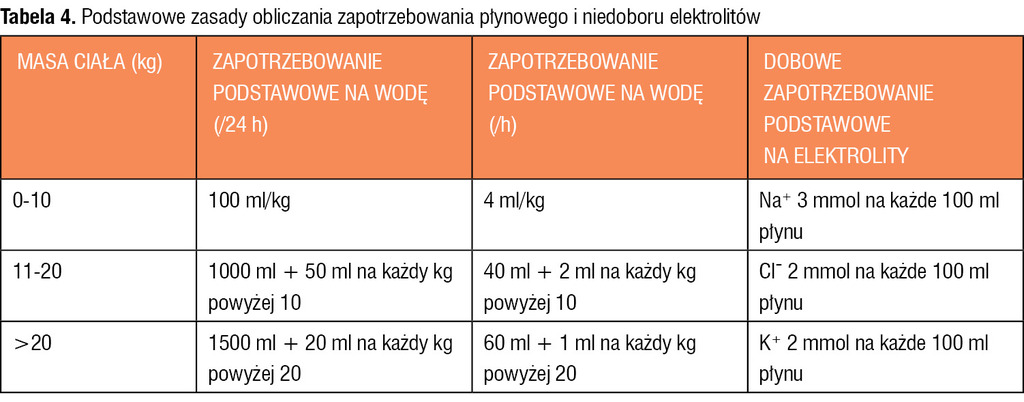 Tabela 4. Podstawowe zasady obliczania zapotrzebowania płynowego i niedoboru elektrolitów
MASA CIAŁA (kg)
ZAPOTRZEBOWANIE
PODSTAWOWE NA WODĘ
(/24 h)
ZAPOTRZEBOWANIE
PODSTAWOWE NA WODĘ
(/h)
DOBOWE
ZAPOTRZEBOWANIE
PODSTAWOWE
NA ELEKTROLITY
0-10
100 ml/kg
4 ml/kg
Na⁺ 3 mmol na każde 100 ml
płynu
11-20
1000 ml + 50 ml na każdy kg
powyżej 10
40 ml + 2 ml na każdy kg
powyżej 10
Cl⁻ 2 mmol na każde 100 ml
płynu
>20
1500 ml + 20 ml na każdy kg
powyżej 20
60 ml + 1 ml na każdy kg
powyżej 20
K⁺ 2 mmol na każde 100 ml
płynu